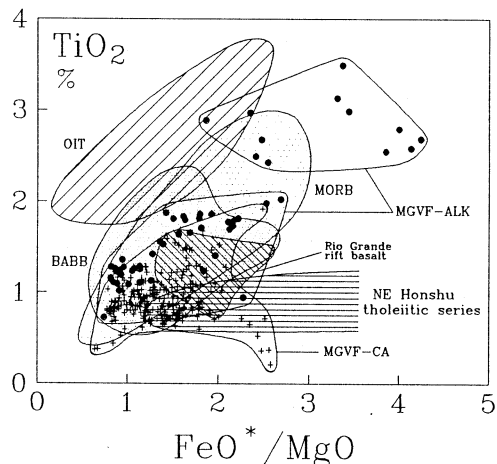 4
TiO2
%
3
OIT
2
MORB
MGVF-ALK
BABB
Rio Grande
rift basalt
1
NE Honshu
tholeiitic series
MGVF-CA
0
0 1 2 3 4 5
FeO*/MgO